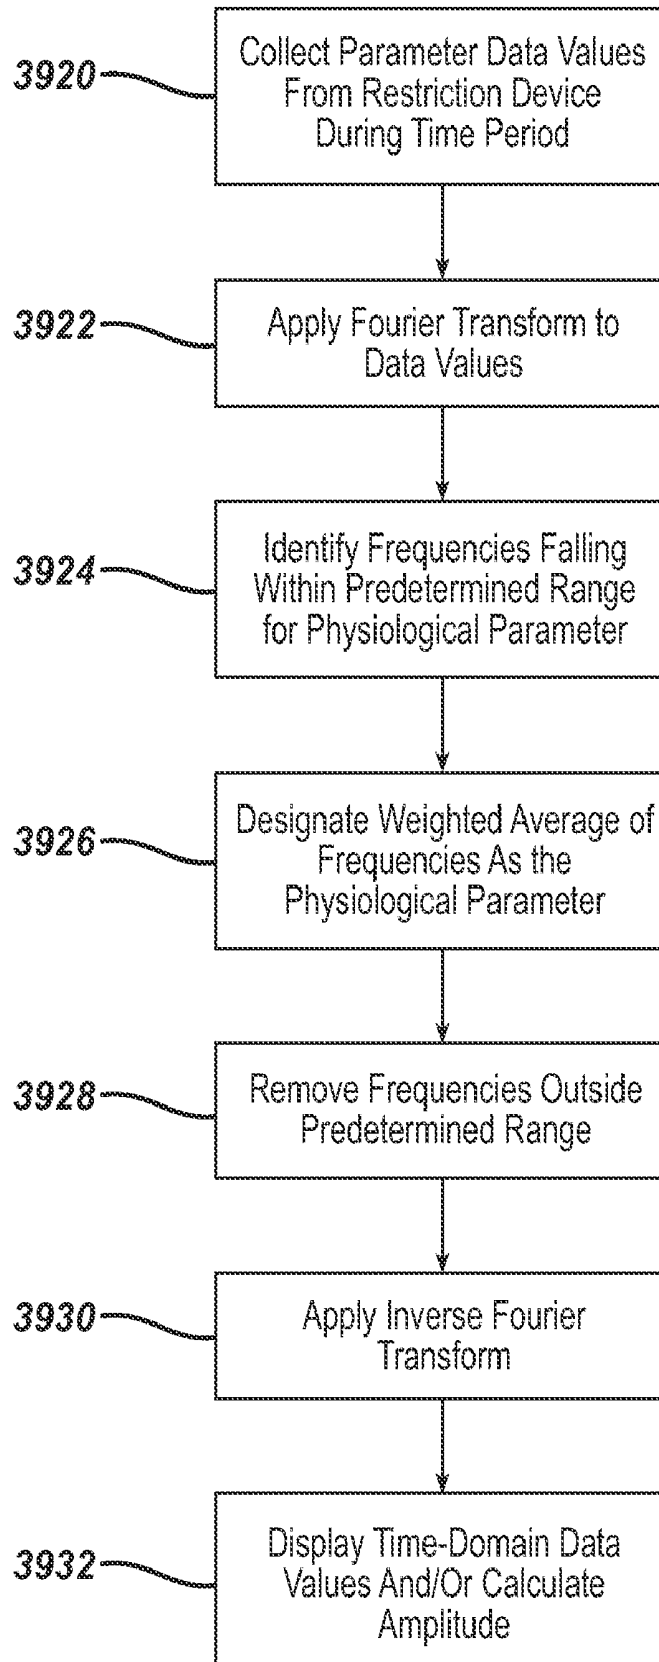 3920
Collect Parameter Data Values
From Restriction Device
During Time Period
3922
Apply Fourier Transform to
Data Values
3924
Identify Frequencies Falling
Within Predetermined Range
for Physiological Parameter
3926
Designate Weighted Average of
Frequencies As the
Physiological Parameter
3928
Remove Frequencies Outside
Predetermined Range
3930
Apply Inverse Fourier
Transform
3932
Display Time-Domain Data
Values And/Or Calculate
Amplitude